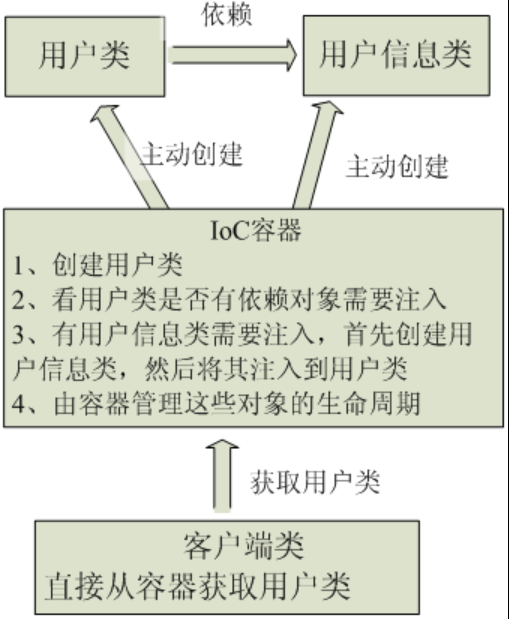 依赖
用户类
用户信息类
主动创建
主动创建
IoC容器
1、创建用户类
2、看用户类是否有依赖对象需要注入
3、有用户信息类需要注入，首先创建用
户信息类，然后将其注入到用户类
4、由容器管理这些对象的生命周期
获取用户类
客户端类
直接从容器获取用户类